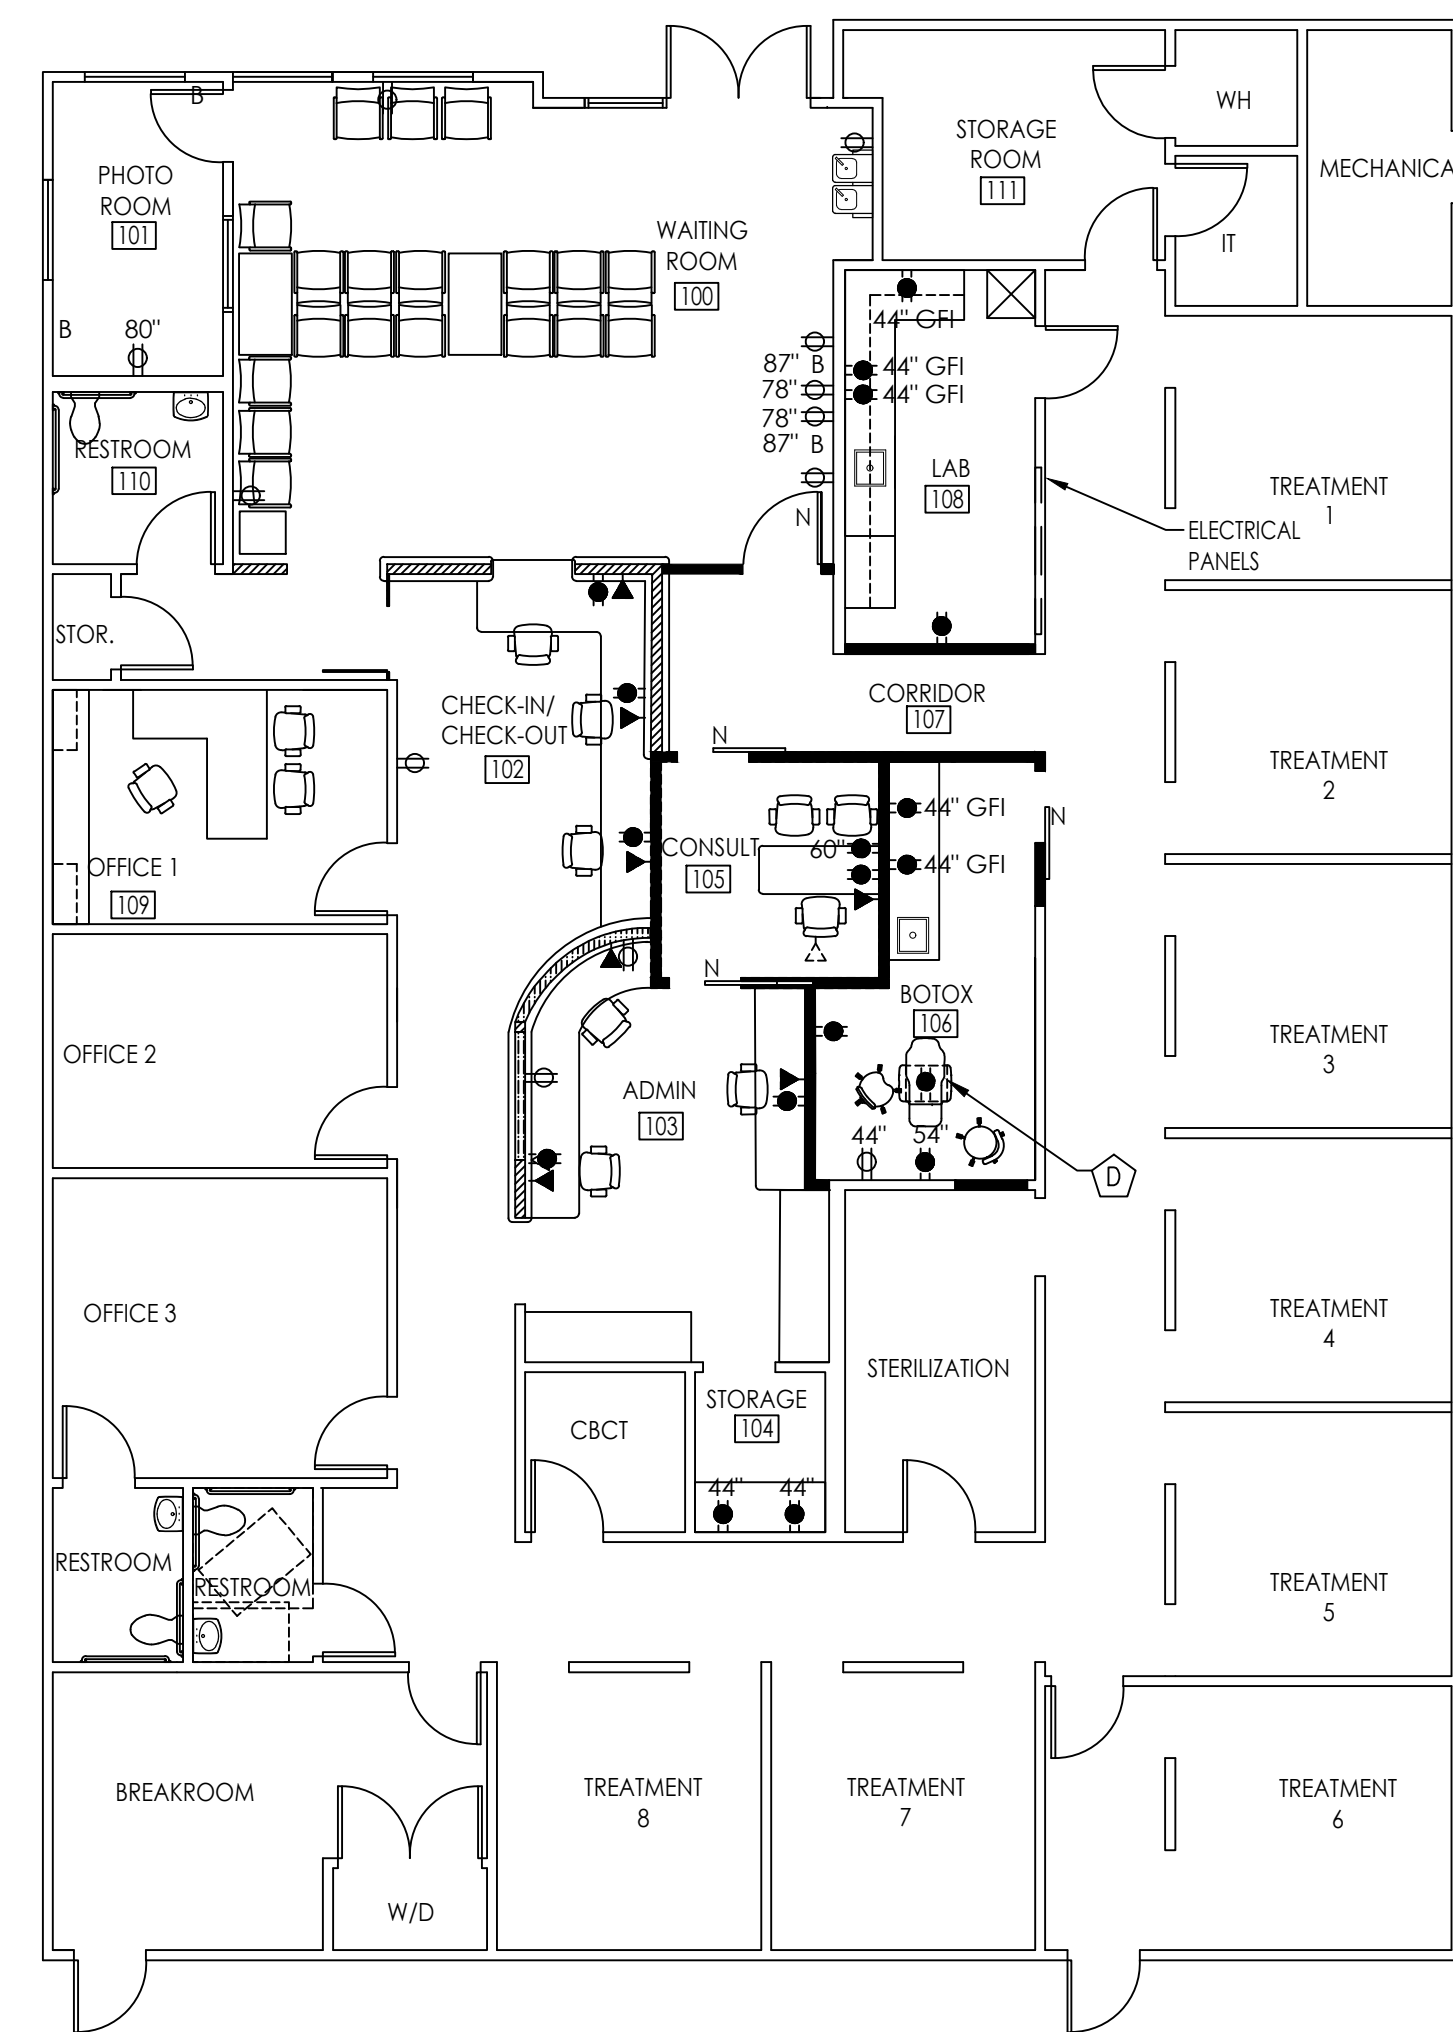 B
WH
STORAGE
ROOM
111
MECHANICA
PHOTO
ROOM
101
WAITING
ROOM
100
IT
B
80"
44" GFI
87" B
44" GFI
78"
44" GFI
78"
87" B
RESTROOM
110
LAB
108
TREATMENT
1
N
ELECTRICAL
PANELS
STOR.
CHECK-IN/
CHECK-OUT
102
CORRIDOR
107
N
TREATMENT
2
44" GFI
N
CONSULT
105
60"
44" GFI
OFFICE 1
109
N
BOTOX
106
OFFICE 2
TREATMENT
3
ADMIN
103
44"
54"
D
OFFICE 3
TREATMENT
4
STERILIZATION
STORAGE
104
CBCT
44"
44"
RESTROOM
RESTROOM
TREATMENT
5
BREAKROOM
TREATMENT
8
TREATMENT
7
TREATMENT
6
W/D